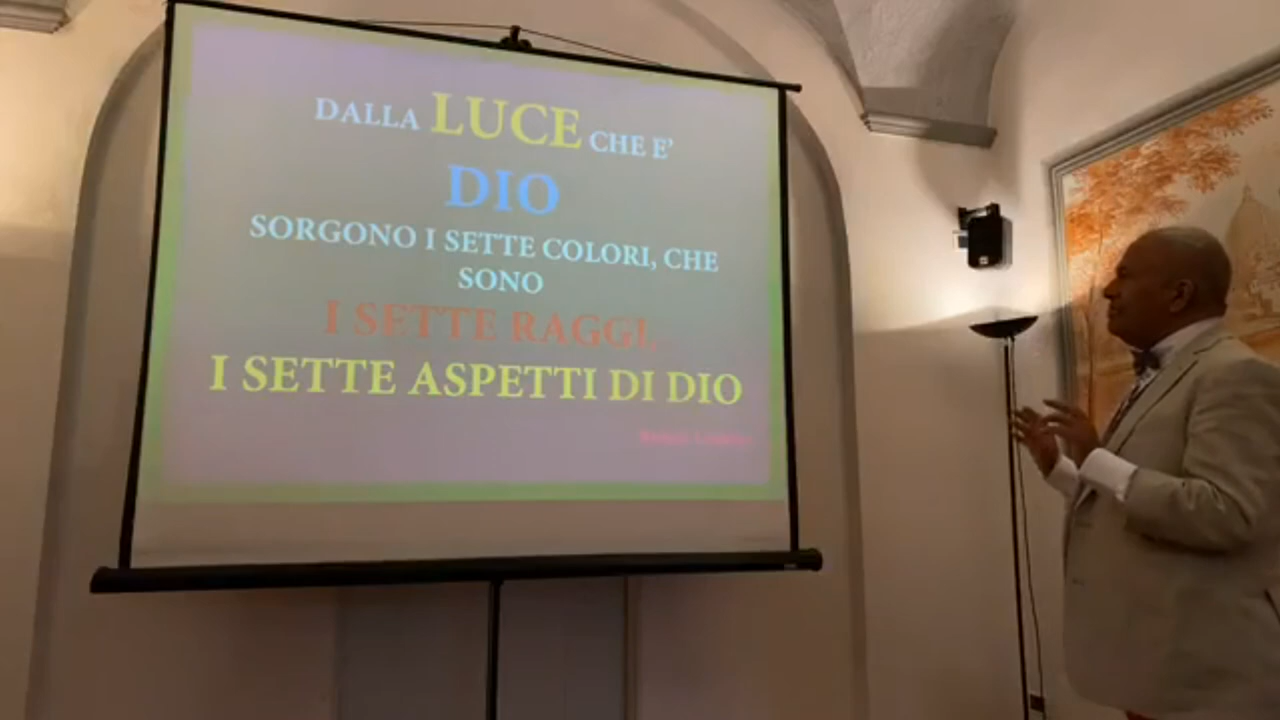 DALLA LUCE CHE E'
DIO
SORGONO I SETTE COLORI, CHE
SONO
I SETTE RAGGI,
I SETTE ASPETTI DI DIO